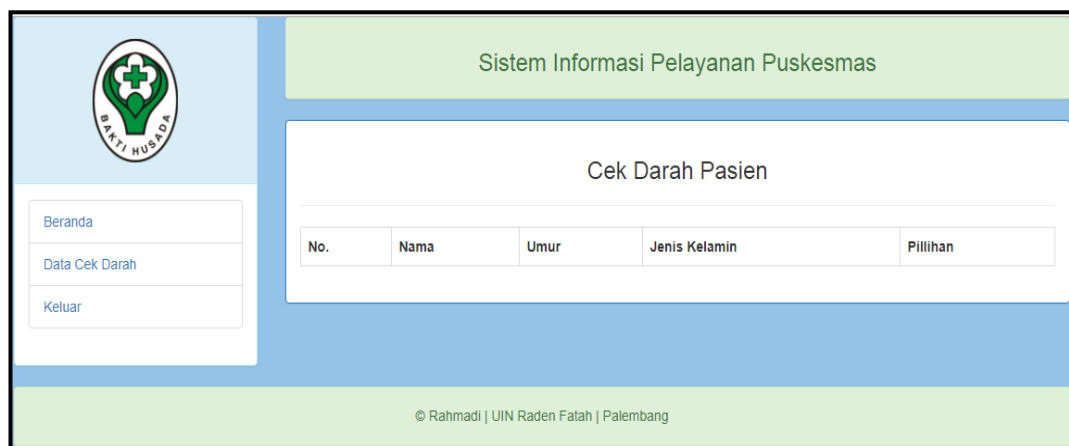 BAKTI HUSADA
Sistem Informasi Pelayanan Puskesmas
Beranda
Data Cek Darah
Keluar
Cek Darah Pasien
No. Nama Umur Jenis Kelamin Pillihan
© Rahmadi | UIN Raden Fatah | Palembang